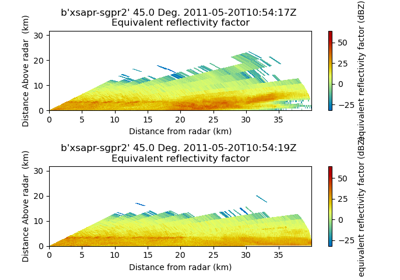 b'xsapr-sgpr2' 45.0 Deg. 2011-05-20T10:54:17Z
Equivalent reflectivity factor
Distance Above radar (km)
30
20
10
0
0 5 10 15 20 25 30 35
Distance from radar (km)
50
25
0
−25
equivalent reflectivity factor (dBZ)
b'xsapr-sgpr2' 45.0 Deg. 2011-05-20T10:54:19Z
Equivalent reflectivity factor
Distance Above radar (km)
30
20
10
0
0 5 10 15 20 25 30 35
Distance from radar (km)
50
25
0
−25
equivalent reflectivity factor (dBZ)